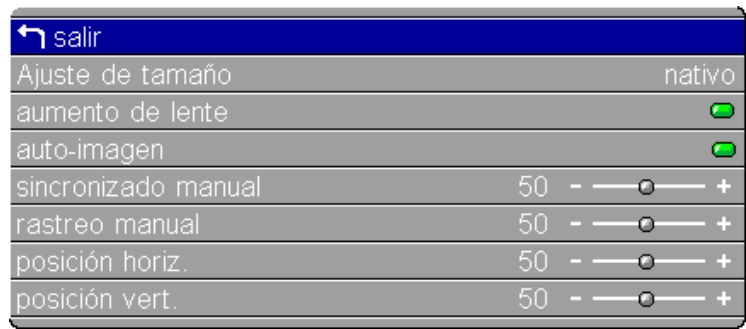 salir
Ajuste de tamaño nativo
aumento de lente
auto-imagen
sincronizado manual 50 - +
rastreo manual 50 - +
posición horiz. 50 - +
posición vert. 50 - +